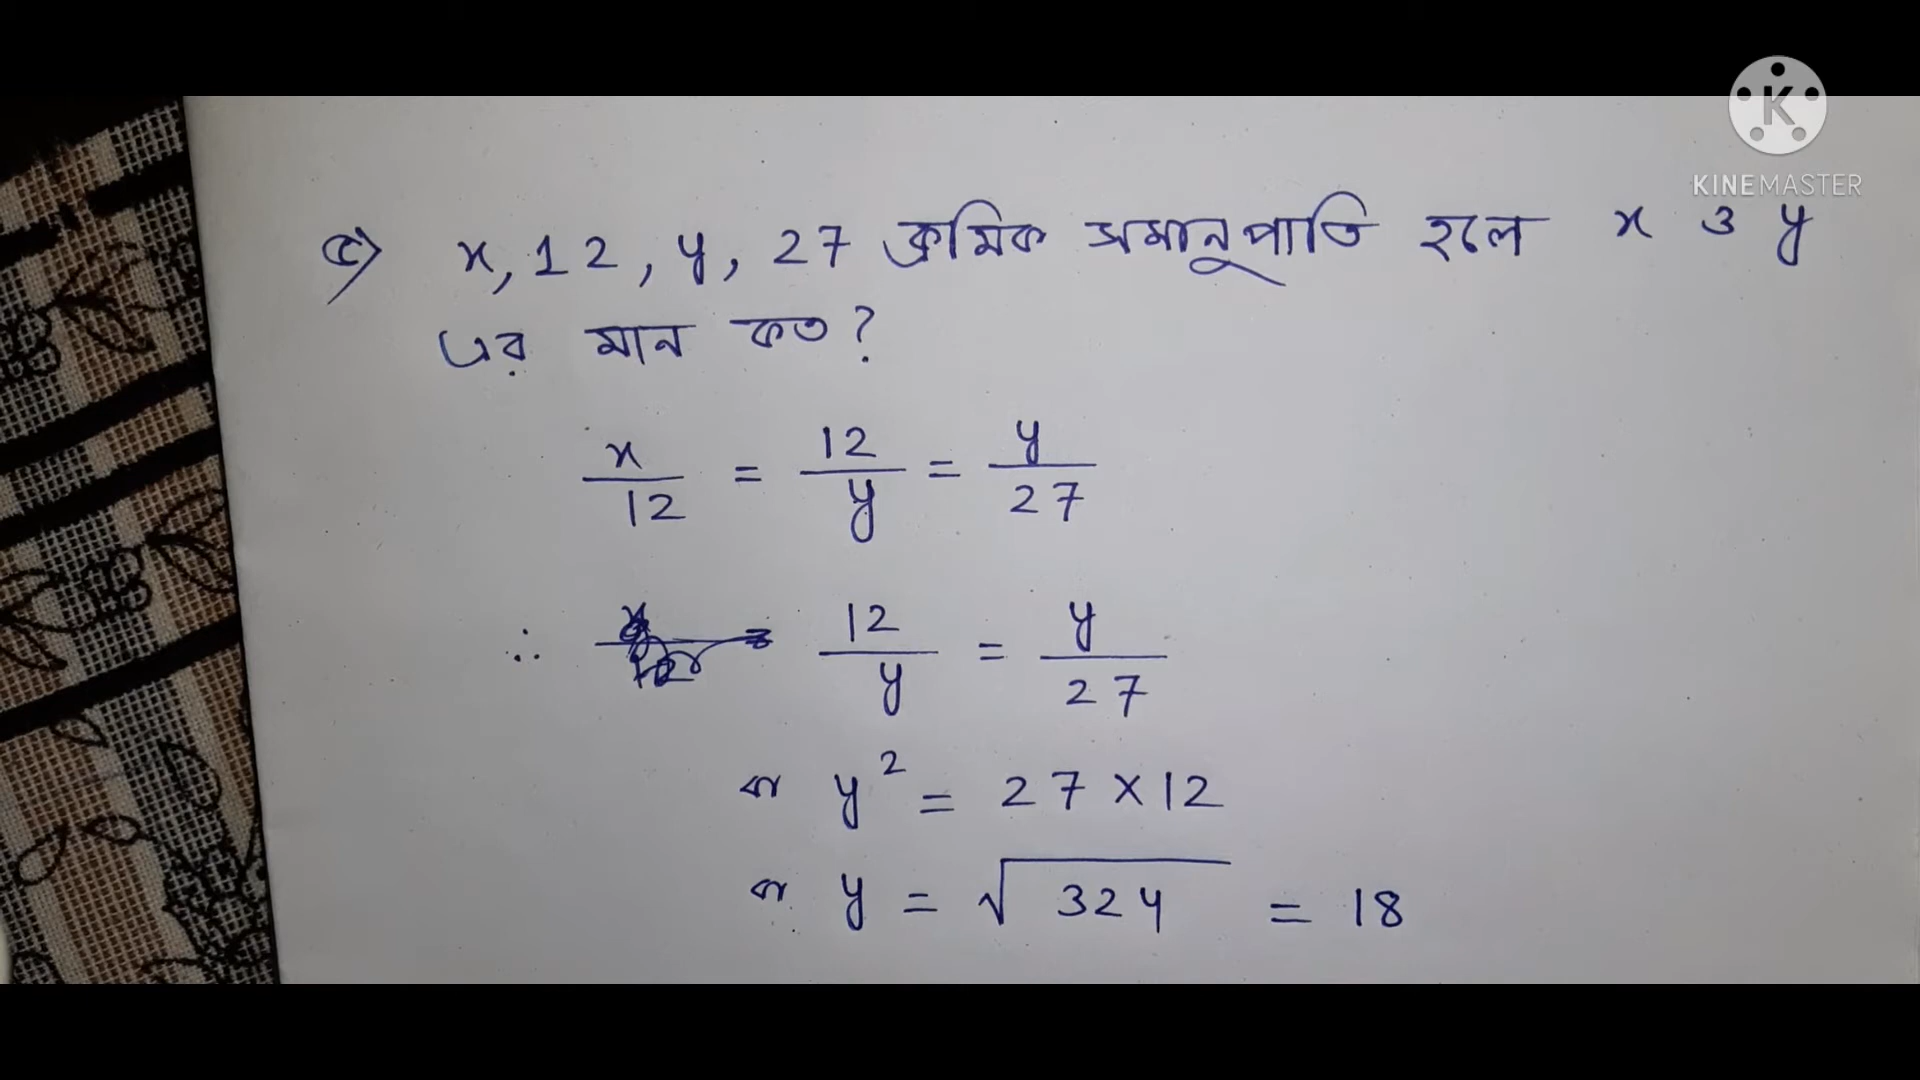 K
KINEMASTER
৫) x, 12, y, 27 ক্রমিক সমানুপাতি হলে x ও y
এর মান কত?
x/12 = 12/y = y/27
∴ 12/y = y/27
বা y² = 27 × 12
বা y = √324 = 18